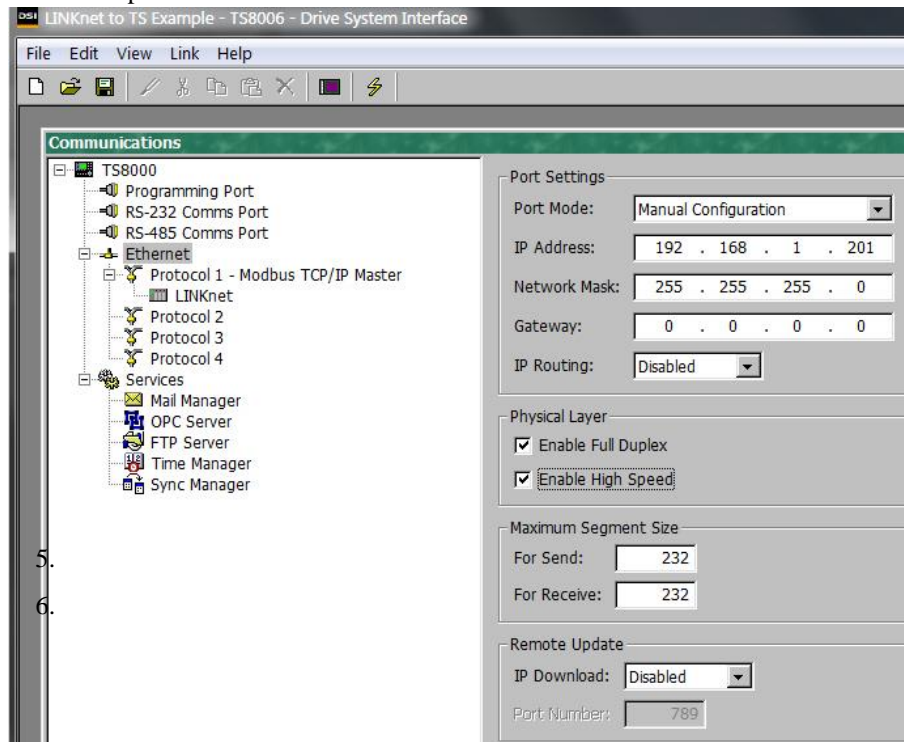 DSI LINKnet to TS Example - TS8006 - Drive System Interface
File Edit View Link Help
Communications
TS8000
Programming Port
RS-232 Comms Port
RS-485 Comms Port
Ethernet
Protocol 1 - Modbus TCP/IP Master
LINKnet
Protocol 2
Protocol 3
Protocol 4
Services
Mail Manager
OPC Server
FTP Server
Time Manager
Sync Manager
5.
6.
Port Settings
Port Mode: Manual Configuration
IP Address: 192 . 168 . 1 . 201
Network Mask: 255 . 255 . 255 . 0
Gateway: 0 . 0 . 0 . 0
IP Routing: Disabled
Physical Layer
Enable Full Duplex
Enable High Speed
Maximum Segment Size
For Send: 232
For Receive: 232
Remote Update
IP Download: Disabled
Port Number: 789